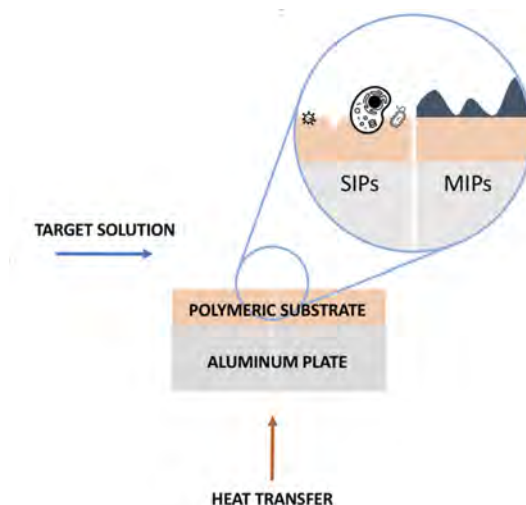 SIPs
MIPs
TARGET SOLUTION
POLYMERIC SUBSTRATE
ALUMINUM PLATE
HEAT TRANSFER